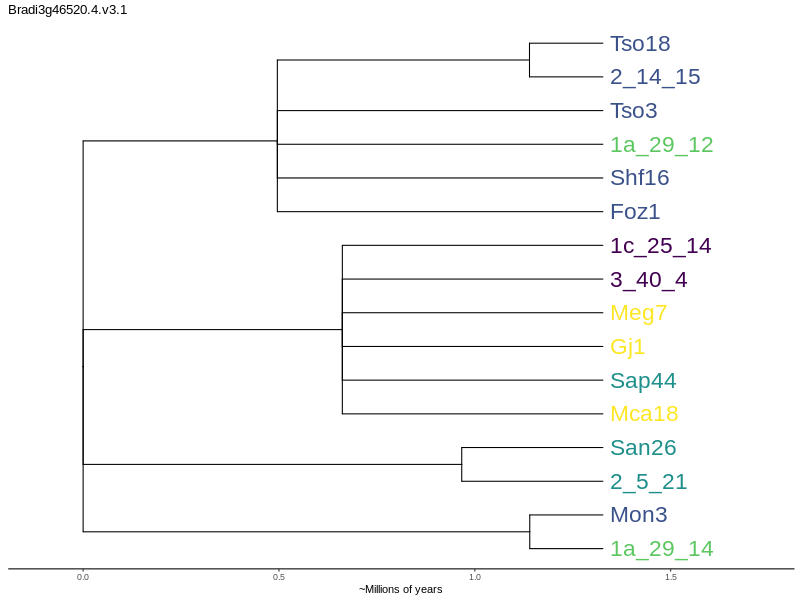 Bradi3g46520.4.v3.1
Tso18
2_14_15
Tso3
1a_29_12
Shf16
Foz1
1c_25_14
3_40_4
Meg7
Gj1
Sap44
Mca18
San26
2_5_21
Mon3
1a_29_14
0.0 0.5 1.0 1.5
~Millions of years